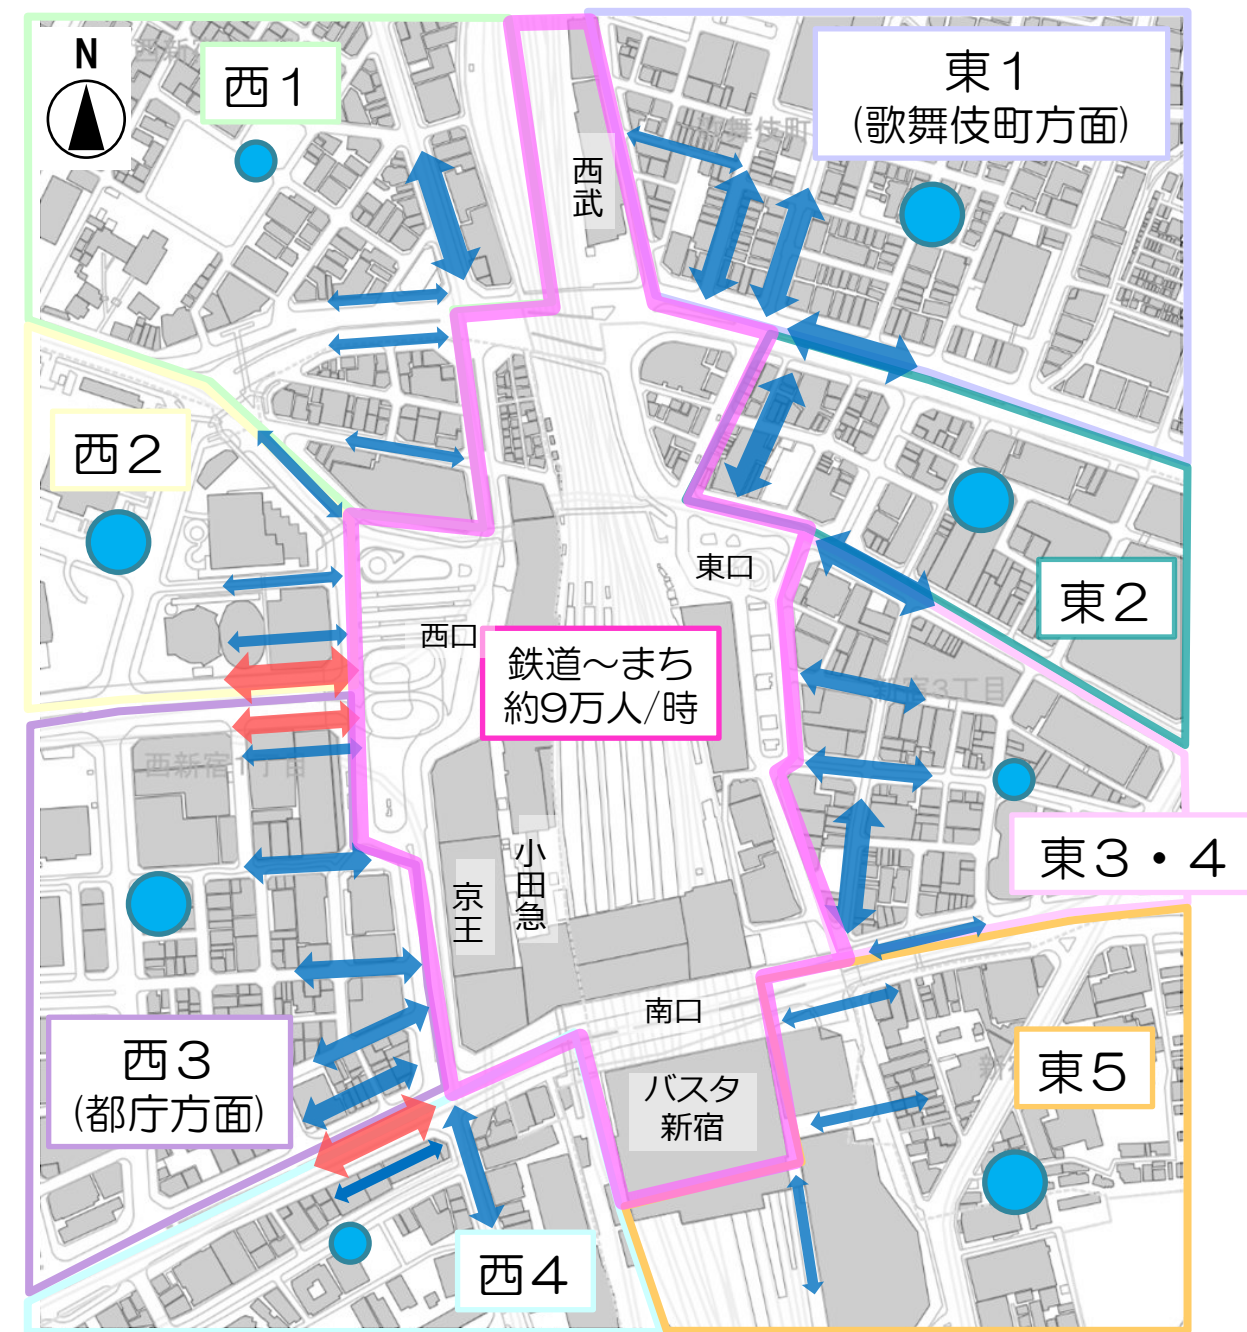 N
西1
東1
(歌舞伎町方面)
舞伎町
西武
西2
東口
東2
西口
鉄道～まち
約9万人/時
新宿3丁目
西新宿1丁目
東3・4
小田急
京王
南口
西3
(都庁方面)
バスタ
新宿
東5
西4